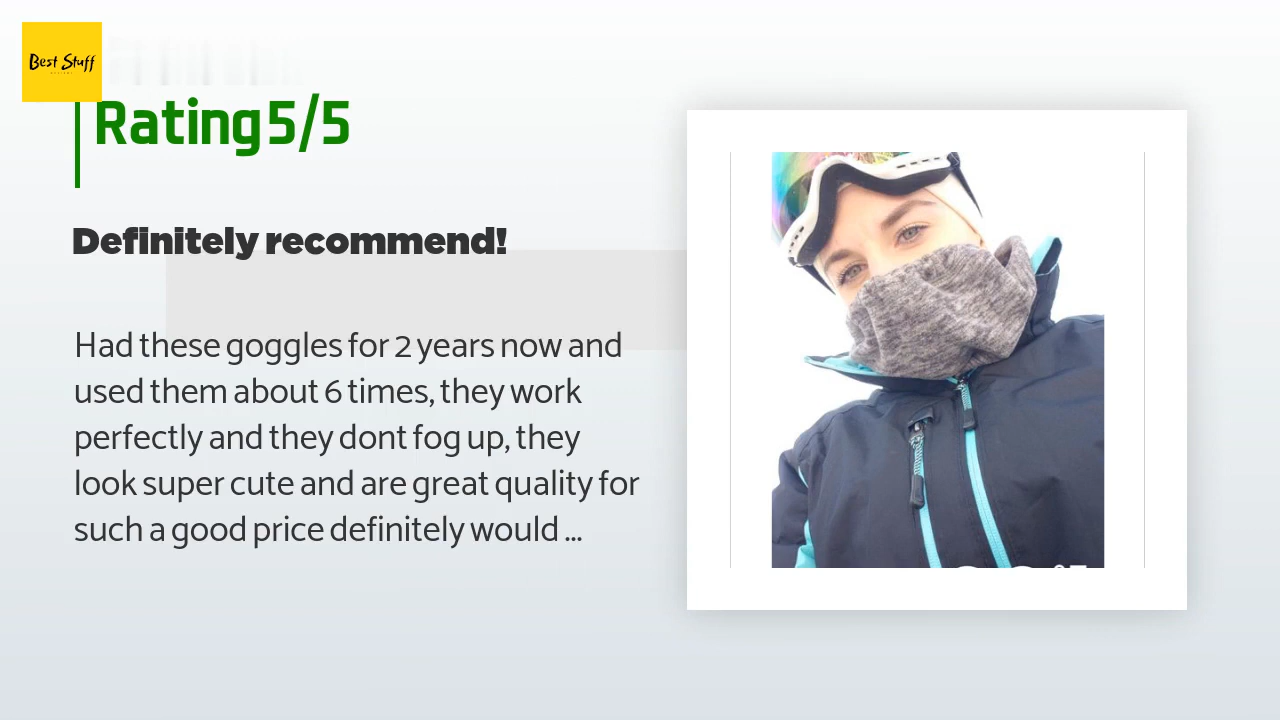 Best Stuff
Rating 5/5
Definitely recommend!
Had these goggles for 2 years now and
used them about 6 times, they work
perfectly and they dont fog up, they
look super cute and are great quality for
such a good price definitely would ...